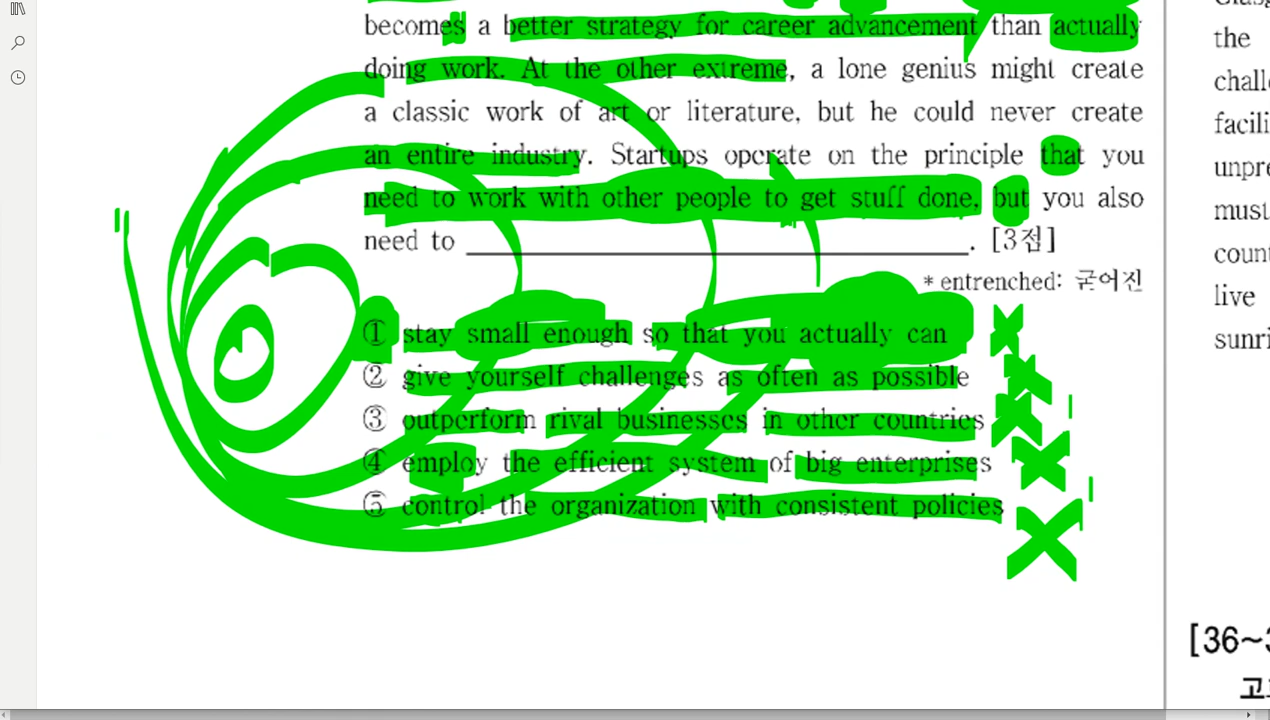 becomes a better strategy for career advancement than actually
doing work. At the other extreme, a lone genius might create
a classic work of art or literature, but he could never create
an entire industry. Startups operate on the principle that you
need to work with other people to get stuff done, but you also
need to ______________________________. [3점]
* entrenched: 굳어진
① stay small enough so that you actually can
② give yourself challenges as often as possible
③ outperform rival businesses in other countries
④ employ the efficient system of big enterprises
⑤ control the organization with consistent policies
the
chall
facili
unpre
must
count
live
sunri
[36~3
고